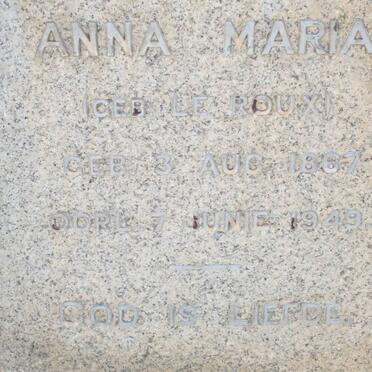 ANNA MARIA
(GEB. LE ROUX)
GEB. 3 AUG. 1867
OORL. 7 JUNIE 1949
GOD IS LIEFDE.